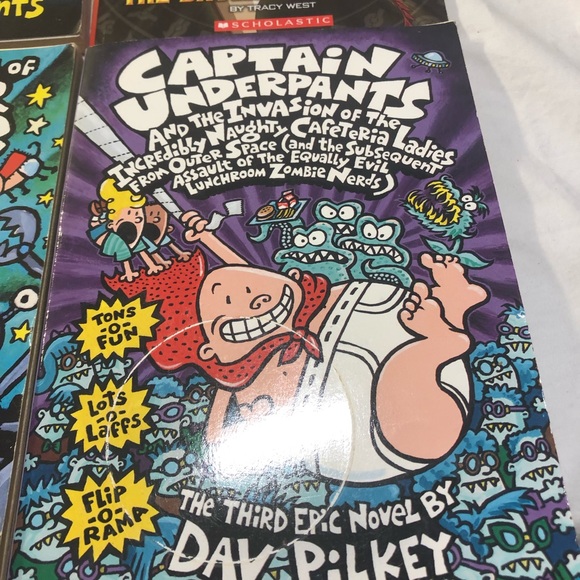 BY TRACY WEST
SCHOLASTIC
OF
CAPTAIN
UNDERPANTS
AND THE INVASION OF THE
INCREDIBLY NAUGHTY CAFETERIA LADIES
FROM OUTER SPACE (AND THE SUBSEQUENT
ASSAULT OF THE EQUALLY EVIL
LUNCHROOM ZOMBIE NERDS)
TONS
-O-
FUN
LOTS
-O-
LAFFS
FLIP
-O-
RAMA
THE THIRD EPIC NOVEL BY
DAV PILKEY